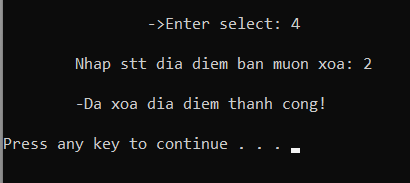 ->Enter select: 4
Nhap stt dia diem ban muon xoa: 2
-Da xoa dia diem thanh cong!
Press any key to continue . . .